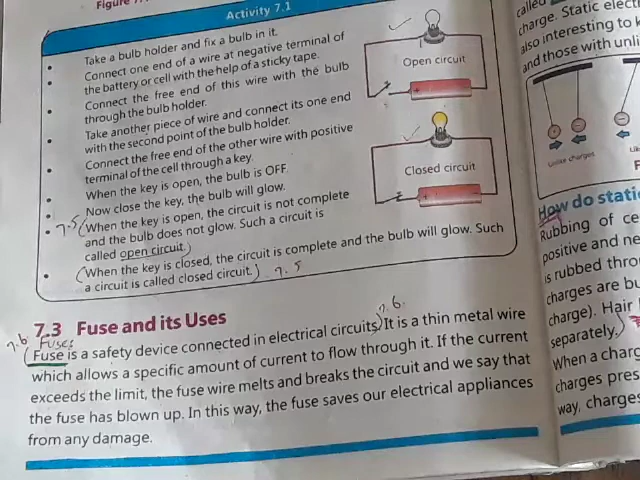 Figure 7.
Activity 7.1
Take a bulb holder and fix a bulb in it.
Connect one end of a wire at negative terminal of
the battery or cell with the help of a sticky tape.
Connect the free end of this wire with the bulb
through the bulb holder.
Take another piece of wire and connect its one end
with the second point of the bulb holder.
Connect the free end of the other wire with positive
terminal of the cell through a key.
When the key is open, the bulb is OFF.
Now close the key, the bulb will glow.
7.5 (When the key is open, the circuit is not complete
and the bulb does not glow. Such a circuit is
called open circuit.)
(When the key is closed, the circuit is complete and the bulb will glow. Such
a circuit is called closed circuit.) 7.5
Open circuit
Closed circuit
7.3 Fuse and its Uses
7.6 Fuses 7.6.
(Fuse is a safety device connected in electrical circuits.) It is a thin metal wire
which allows a specific amount of current to flow through it. If the current
exceeds the limit, the fuse wire melts and breaks the circuit and we say that
the fuse has blown up. In this way, the fuse saves our electrical appliances
from any damage.
called
charge. Static elect
also interesting to k
and those with unli
Unlike charges
Lik
How do stati
Rubbing of ce
positive and ne
is rubbed thro
charges are bu
charge). Hair
separately.)
When a charg
charges pres
way, charges